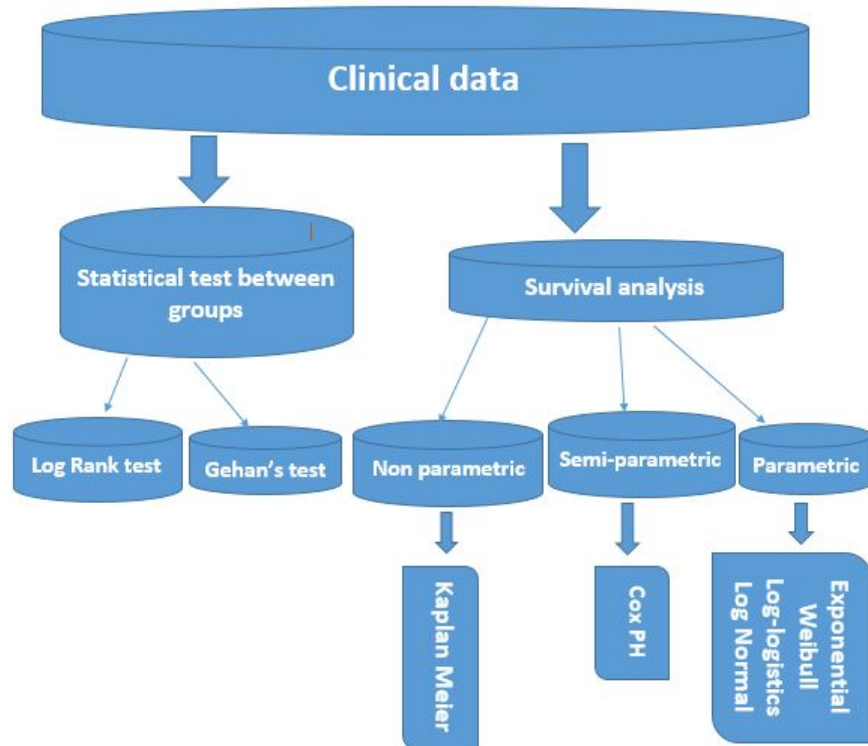 Clinical data
Statistical test between
groups
Survival analysis
Log Rank test
Gehan's test
Non parametric
Semi-parametric
Parametric
Kaplan Meier
Cox PH
Exponential
Weibull
Log-logistics
Log Normal